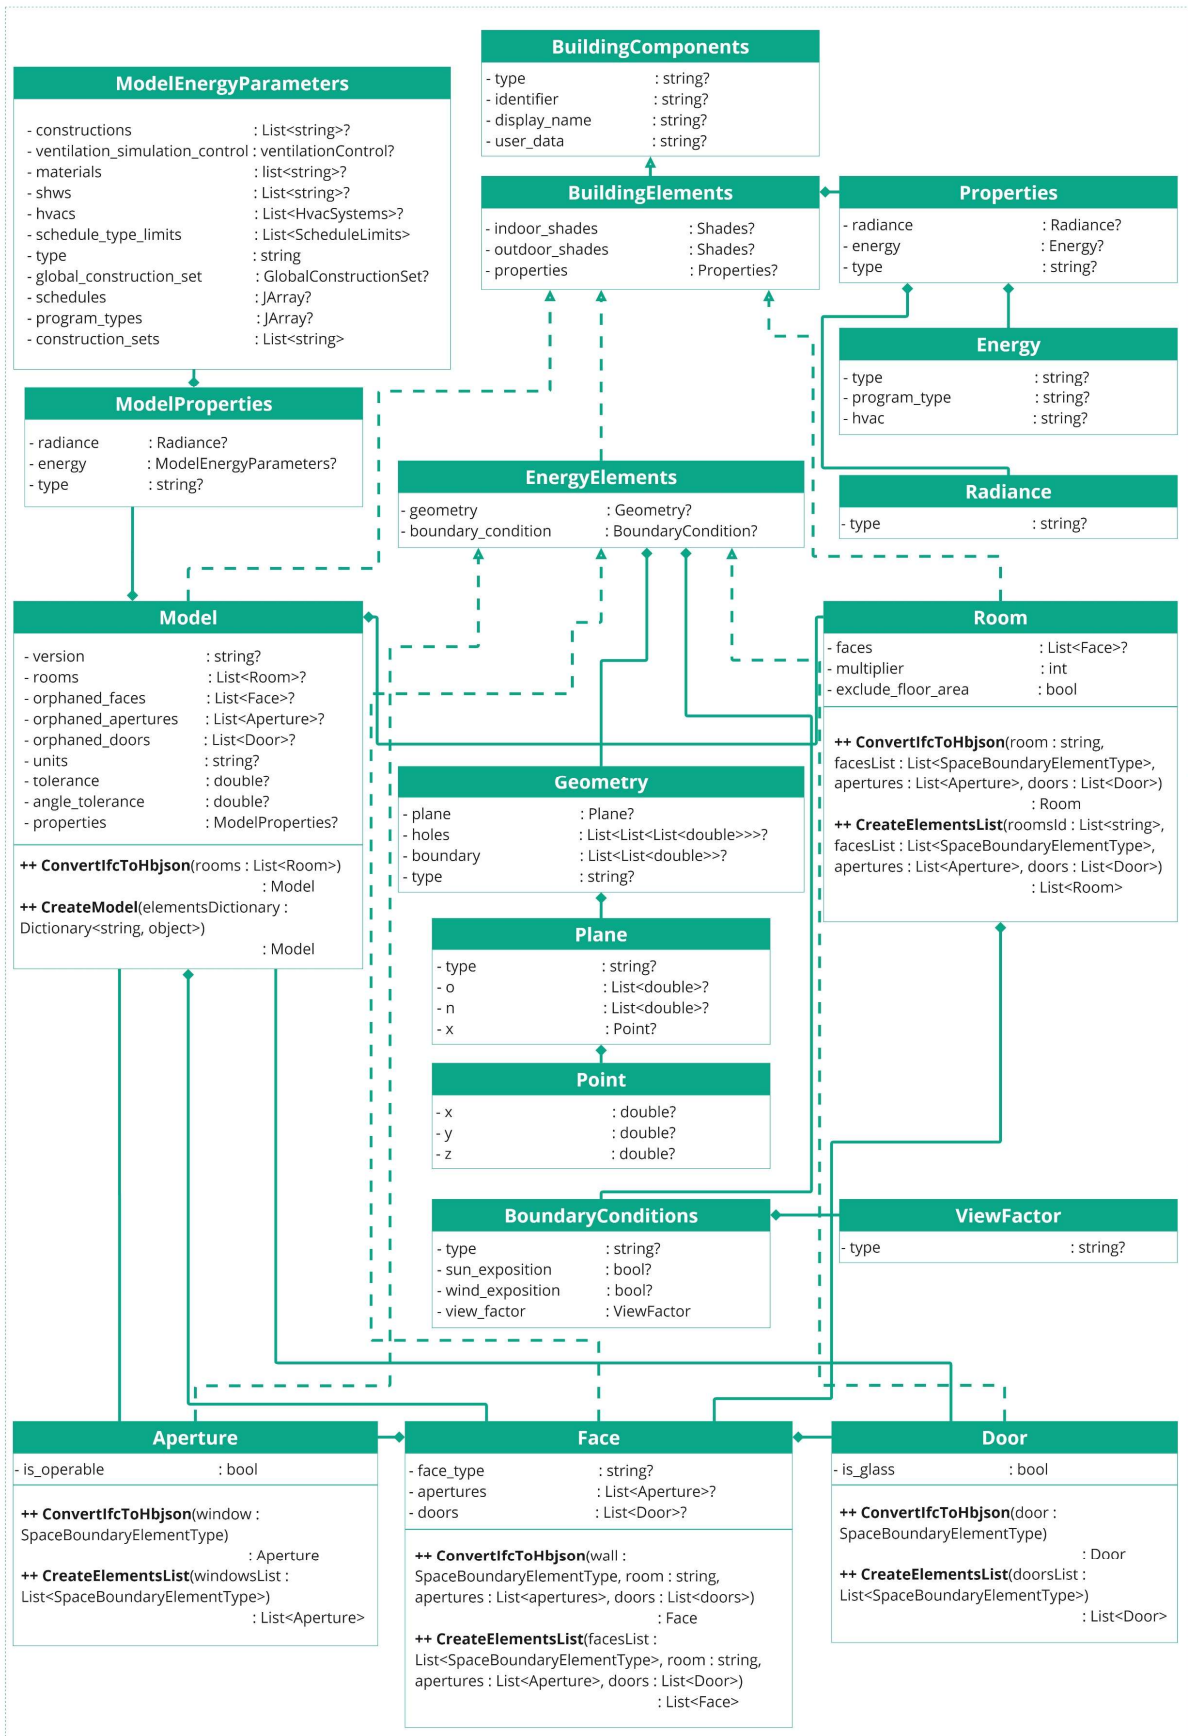 BuildingComponents
- type : string?
- identifier : string?
- display_name : string?
- user_data : string?
ModelEnergyParameters
- constructions : List<string>?
- ventilation_simulation_control : ventilationControl?
- materials : list<string>?
- shws : List<string>?
- hvacs : List<HvacSystems>?
- schedule_type_limits : List<ScheduleLimits>
- type : string
- global_construction_set : GlobalConstructionSet?
- schedules : JArray?
- program_types : JArray?
- construction_sets : List<string>
BuildingElements
- indoor_shades : Shades?
- outdoor_shades : Shades?
- properties : Properties?
Properties
- radiance : Radiance?
- energy : Energy?
- type : string?
Energy
- type : string?
- program_type : string?
- hvac : string?
ModelProperties
- radiance : Radiance?
- energy : ModelEnergyParameters?
- type : string?
EnergyElements
- geometry : Geometry?
- boundary_condition : BoundaryCondition?
Radiance
- type : string?
Model
- version : string?
- rooms : List<Room>?
- orphaned_faces : List<Face>?
- orphaned_apertures : List<Aperture>?
- orphaned_doors : List<Door>?
- units : string?
- tolerance : double?
- angle_tolerance : double?
- properties : ModelProperties?
++ ConvertIfcToHbjson(rooms : List<Room>)
: Model
++ CreateModel(elementsDictionary :
Dictionary<string, object>)
: Model
Room
- faces : List<Face>?
- multiplier : int
- exclude_floor_area : bool
++ ConvertIfcToHbjson(room : string,
facesList : List<SpaceBoundaryElementType>,
apertures : List<Aperture>, doors : List<Door>)
: Room
++ CreateElementsList(roomsId : List<string>,
facesList : List<SpaceBoundaryElementType>,
apertures : List<Aperture>, doors : List<Door>)
: List<Room>
Geometry
- plane : Plane?
- holes : List<List<List<double>>>?
- boundary : List<List<double>>?
- type : string?
Plane
- type : string?
- o : List<double>?
- n : List<double>?
- x : Point?
Point
- x : double?
- y : double?
- z : double?
BoundaryConditions
- type : string?
- sun_exposition : bool?
- wind_exposition : bool?
- view_factor : ViewFactor
ViewFactor
- type : string?
Aperture
- is_operable : bool
++ ConvertIfcToHbjson(window :
SpaceBoundaryElementType)
: Aperture
++ CreateElementsList(windowsList :
List<SpaceBoundaryElementType>)
: List<Aperture>
Face
- face_type : string?
- apertures : List<Aperture>?
- doors : List<Door>?
++ ConvertIfcToHbjson(wall :
SpaceBoundaryElementType, room : string,
apertures : List<apertures>, doors : List<doors>)
: Face
++ CreateElementsList(facesList :
List<SpaceBoundaryElementType>, room : string,
apertures : List<Aperture>, doors : List<Door>)
: List<Face>
Door
- is_glass : bool
++ ConvertIfcToHbjson(door :
SpaceBoundaryElementType)
: Door
++ CreateElementsList(doorsList :
List<SpaceBoundaryElementType>)
: List<Door>